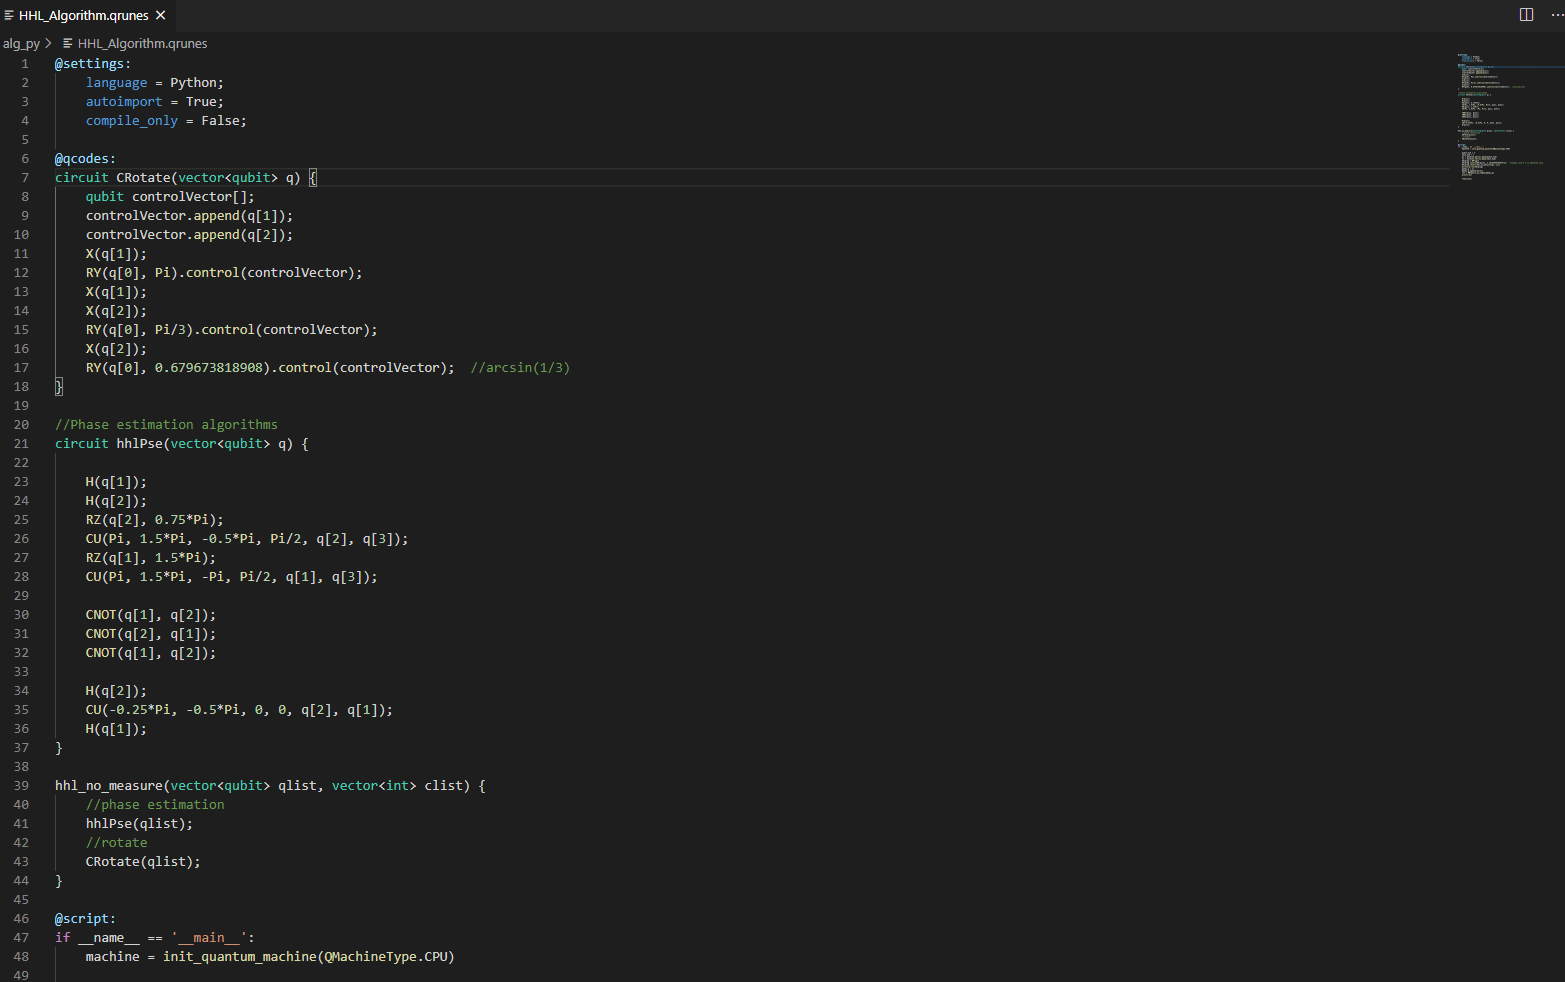 HHL_Algorithm.qrunes
alg_py > HHL_Algorithm.qrunes
1 @settings:
2 language = Python;
3 autoimport = True;
4 compile_only = False;
5
6 @qcodes:
7 circuit CRotate(vector<qubit> q) {
8 qubit controlVector[];
9 controlVector.append(q[1]);
10 controlVector.append(q[2]);
11 X(q[1]);
12 RY(q[0], Pi).control(controlVector);
13 X(q[1]);
14 X(q[2]);
15 RY(q[0], Pi/3).control(controlVector);
16 X(q[2]);
17 RY(q[0], 0.679673818908).control(controlVector);  //arcsin(1/3)
18 }
19
20 //Phase estimation algorithms
21 circuit hhlPse(vector<qubit> q) {
22
23 H(q[1]);
24 H(q[2]);
25 RZ(q[2], 0.75*Pi);
26 CU(Pi, 1.5*Pi, -0.5*Pi, Pi/2, q[2], q[3]);
27 RZ(q[1], 1.5*Pi);
28 CU(Pi, 1.5*Pi, -Pi, Pi/2, q[1], q[3]);
29
30 CNOT(q[1], q[2]);
31 CNOT(q[2], q[1]);
32 CNOT(q[1], q[2]);
33
34 H(q[2]);
35 CU(-0.25*Pi, -0.5*Pi, 0, 0, q[2], q[1]);
36 H(q[1]);
37 }
38
39 hhl_no_measure(vector<qubit> qlist, vector<int> clist) {
40 //phase estimation
41 hhlPse(qlist);
42 //rotate
43 CRotate(qlist);
44 }
45
46 @script:
47 if __name__ == '__main__':
48 machine = init_quantum_machine(QMachineType.CPU)
49